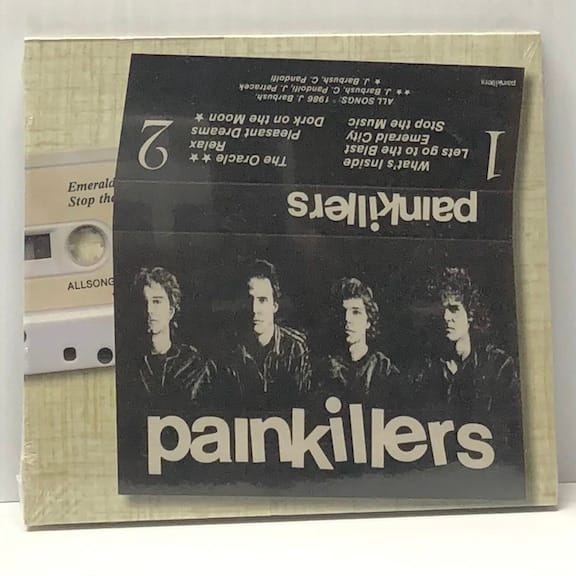 painkillers
1
What's Inside
Lets go to the Blast
Emerald City
Stop the Music
2
The Oracle ★★
Relax
Pleasant Dreams
Dork on the Moon ★
ALL SONGS: 1986 J. Barbush.
★★ J. Barbush, C. Pandolfi, J. Petracek
★ J. Barbush, C. Pandolfi
painkillers
painkillers
Emerald
Stop the
ALLSONG